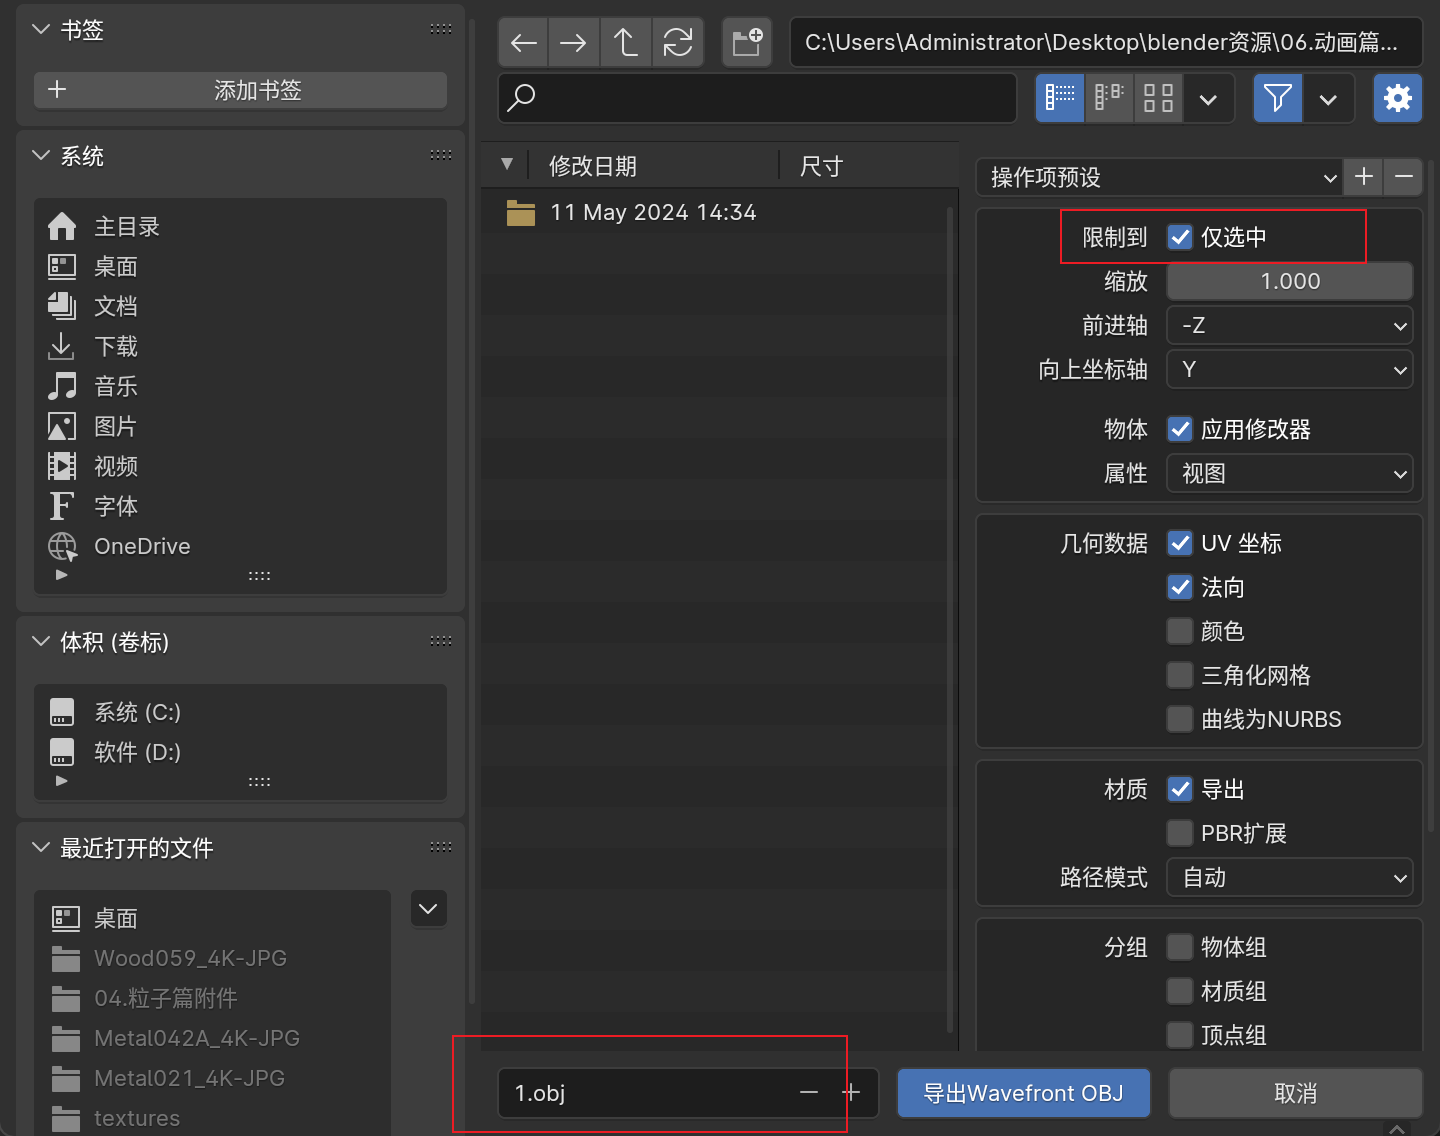 书签
添加书签
系统
主目录
桌面
文档
下载
音乐
图片
视频
字体
OneDrive
体积 (卷标)
系统 (C:)
软件 (D:)
最近打开的文件
桌面
Wood059_4K-JPG
04.粒子篇附件
Metal042A_4K-JPG
Metal021_4K-JPG
textures
C:\Users\Administrator\Desktop\blender资源\06.动画篇...
修改日期 尺寸
11 May 2024 14:34
操作项预设
限制到 仅选中
缩放 1.000
前进轴 -Z
向上坐标轴 Y
物体 应用修改器
属性 视图
几何数据 UV 坐标
法向
颜色
三角化网格
曲线为NURBS
材质 导出
PBR扩展
路径模式 自动
分组 物体组
材质组
顶点组
1.obj
导出Wavefront OBJ
取消